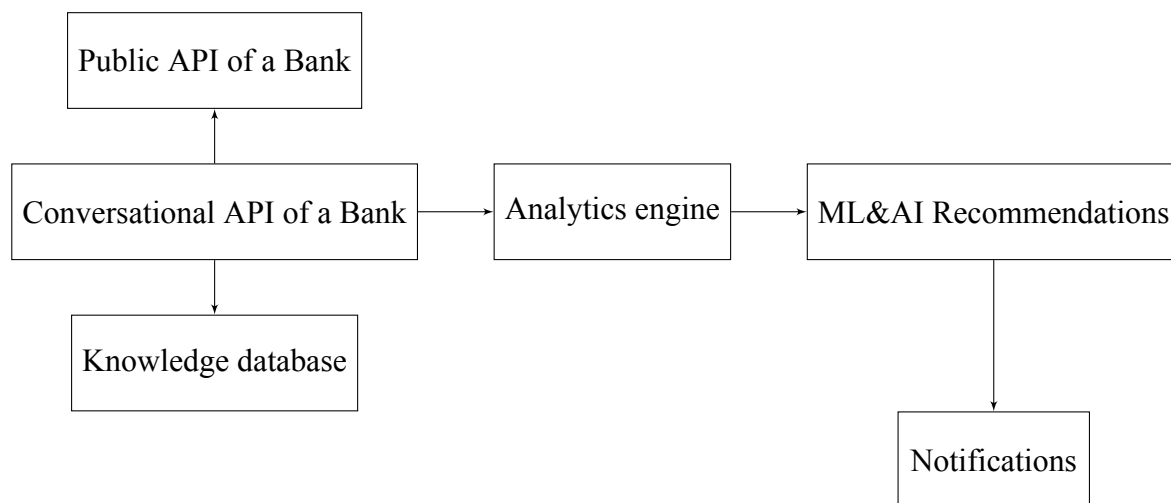 Public API of a Bank
Conversational API of a Bank
Analytics engine
ML&AI Recommendations
Knowledge database
Notifications